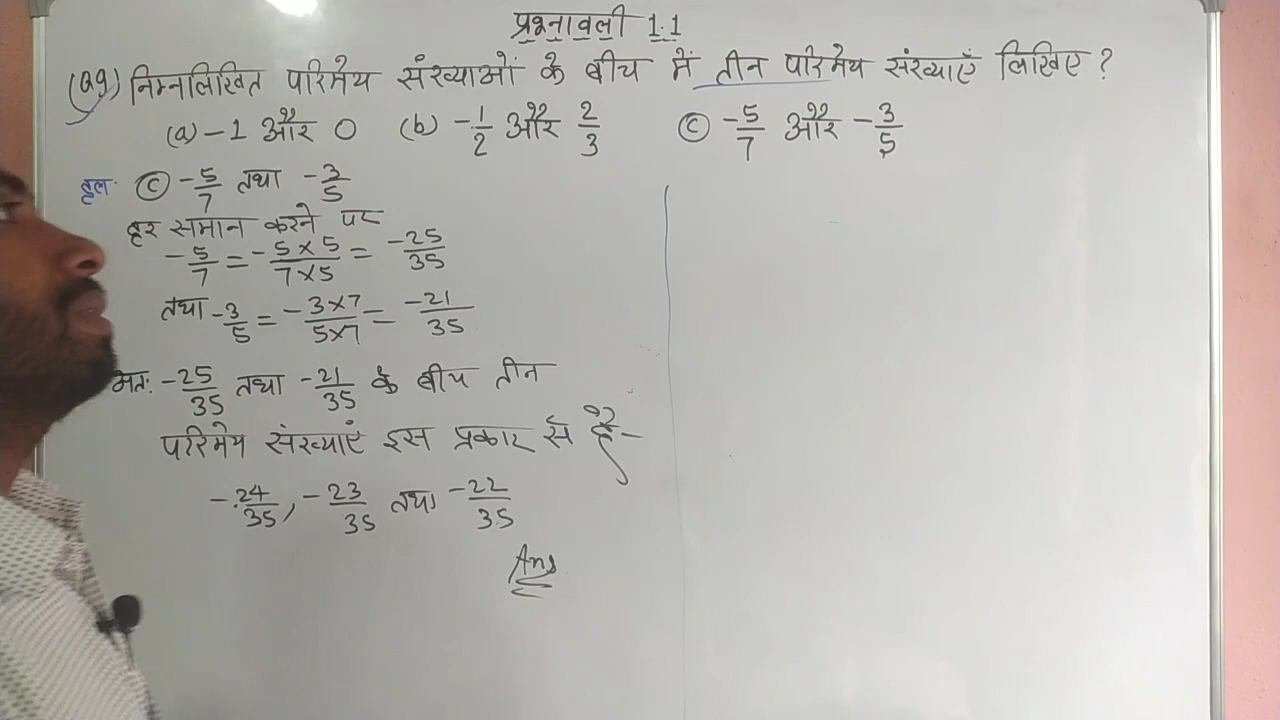 प्रश्नावली 1.1
(Q9) निम्नलिखित परिमेय संख्याओं के बीच में तीन परिमेय संख्याएँ लिखिए ?
(a) -1 और 0 (b) -1/2 और 2/3 (c) -5/7 और -3/5
हल (c) -5/7 तथा -3/5
हर समान करने पर
-5/7 = -5×5/7×5 = -25/35
तथा -3/5 = -3×7/5×7 = -21/35
अतः -25/35 तथा -21/35 के बीच तीन
परिमेय संख्याएं इस प्रकार से हैं-
-24/35, -23/35 तथा -22/35
Ans